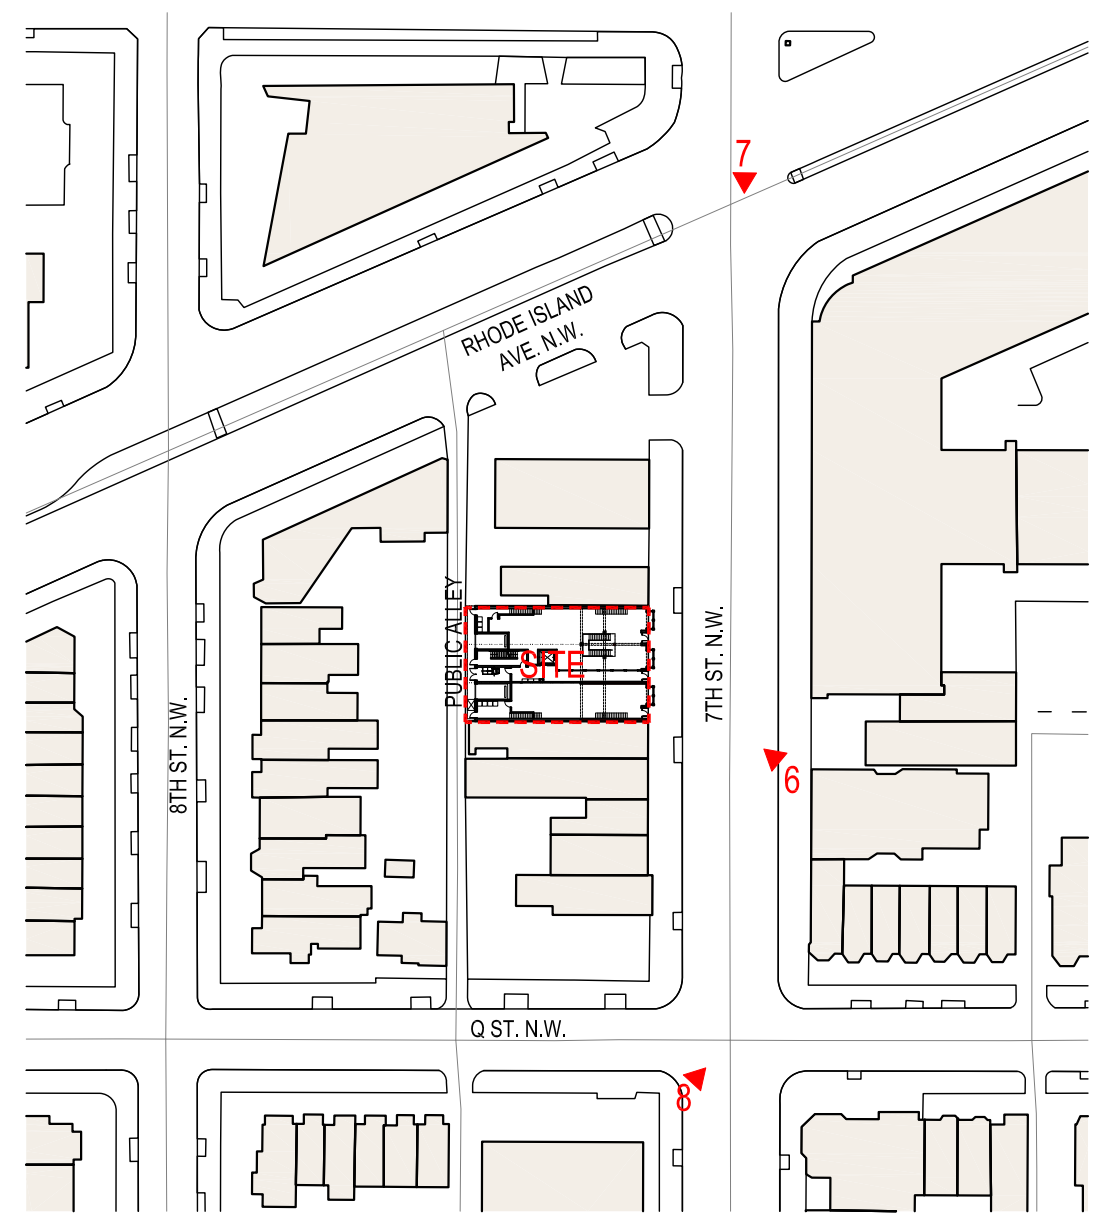 7
RHODE ISLAND
AVE. N.W.
PUBLIC ALLEY
SITE
7TH ST. N.W.
8TH ST. N.W.
6
Q ST. N.W.
8